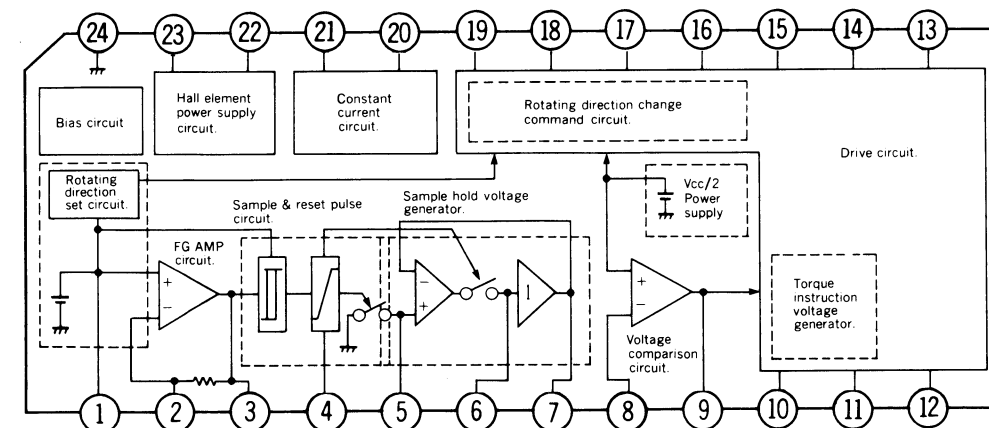 24 23 22 21 20 19 18 17 16 15 14 13
Bias circuit
Hall element
power supply
circuit.
Constant
current
circuit.
Rotating direction change
command circuit.
Drive circuit.
Rotating
direction
set circuit.
Sample & reset pulse
circuit.
Sample hold voltage
generator.
Vcc/2
Power
supply
FG AMP
circuit.
+
−
−
+
1
+
−
Voltage
comparison
circuit.
Torque
instruction
voltage
generator.
1 2 3 4 5 6 7 8 9 10 11 12